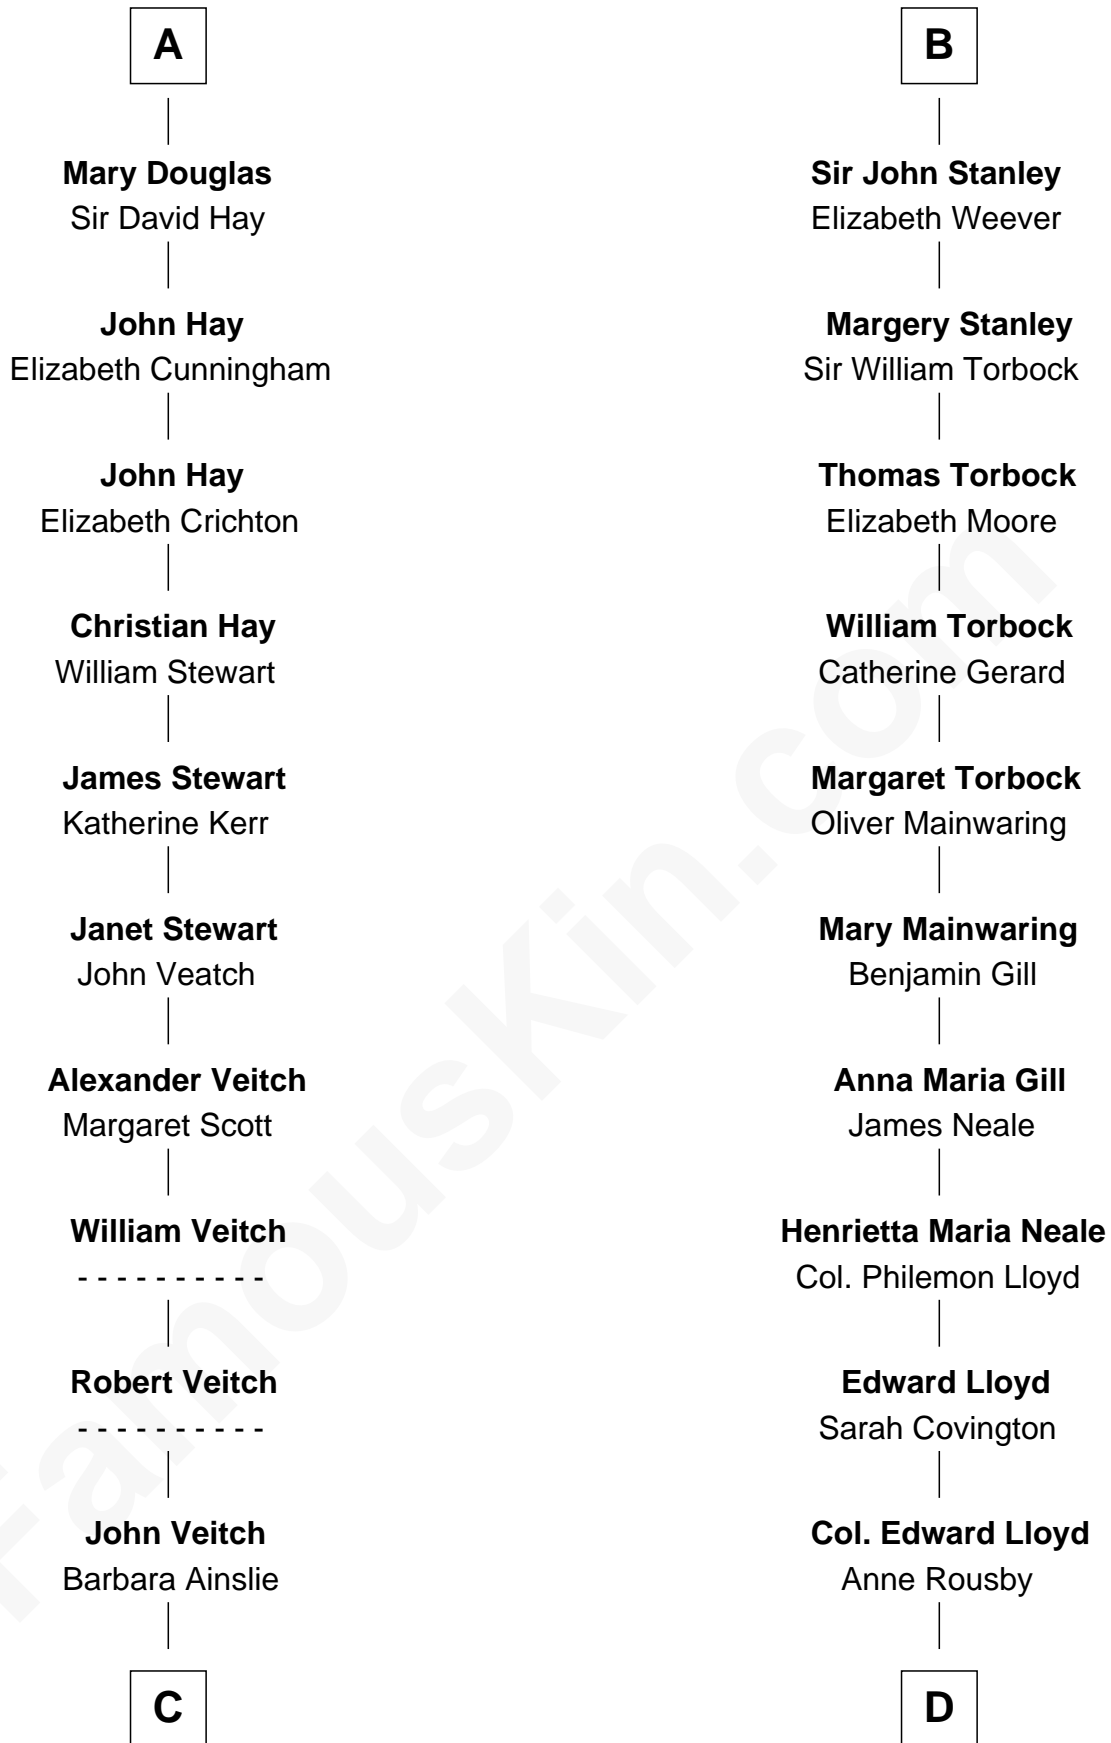 A
Mary Douglas
Sir David Hay
John Hay
Elizabeth Cunningham
John Hay
Elizabeth Crichton
Christian Hay
William Stewart
James Stewart
Katherine Kerr
Janet Stewart
John Veatch
Alexander Veitch
Margaret Scott
William Veitch
- - - - - - - - - -
Robert Veitch
- - - - - - - - - -
John Veitch
Barbara Ainslie
C
B
Sir John Stanley
Elizabeth Weever
Margery Stanley
Sir William Torbock
Thomas Torbock
Elizabeth Moore
William Torbock
Catherine Gerard
Margaret Torbock
Oliver Mainwaring
Mary Mainwaring
Benjamin Gill
Anna Maria Gill
James Neale
Henrietta Maria Neale
Col. Philemon Lloyd
Edward Lloyd
Sarah Covington
Col. Edward Lloyd
Anne Rousby
D
FamousKin.com